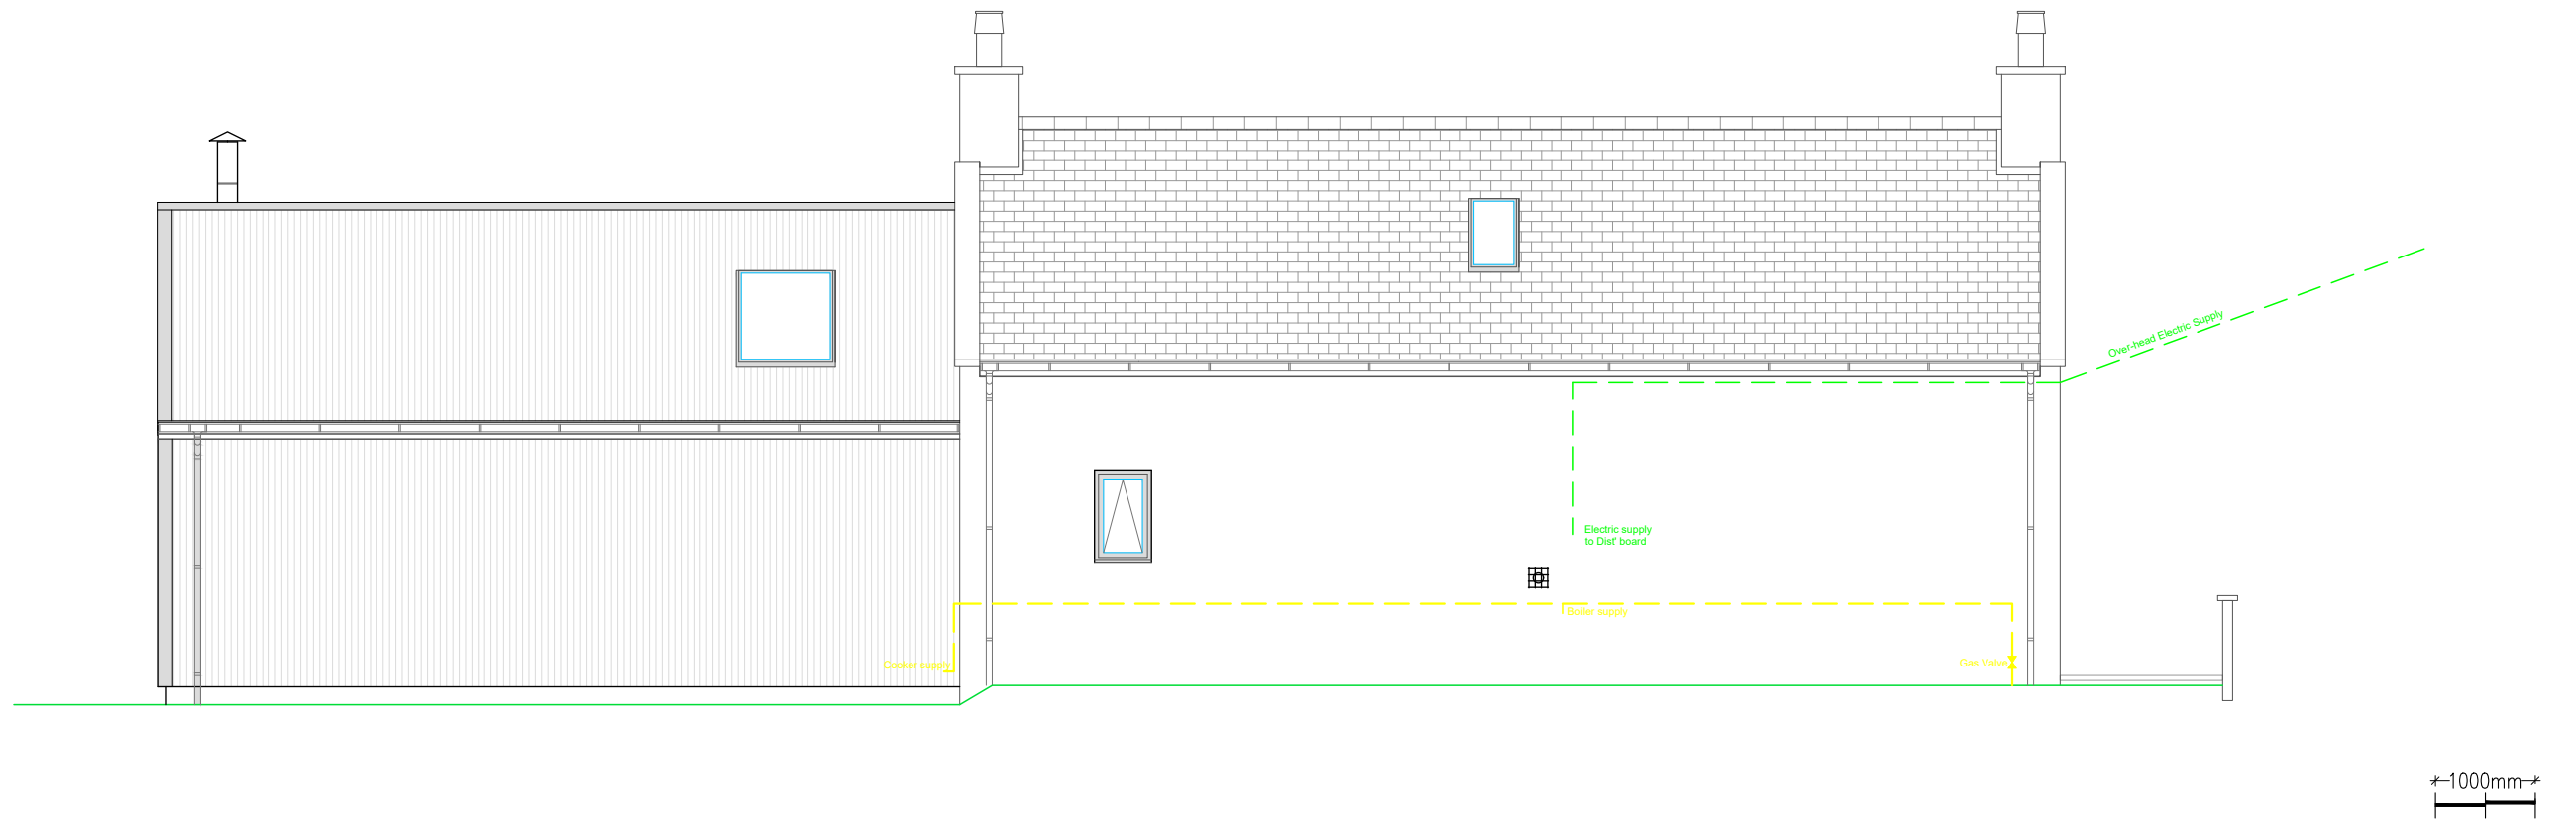 Over-head Electric Supply
Electric supply
to Dist' board
Boiler supply
Cooker supply
Gas Valve
1000mm